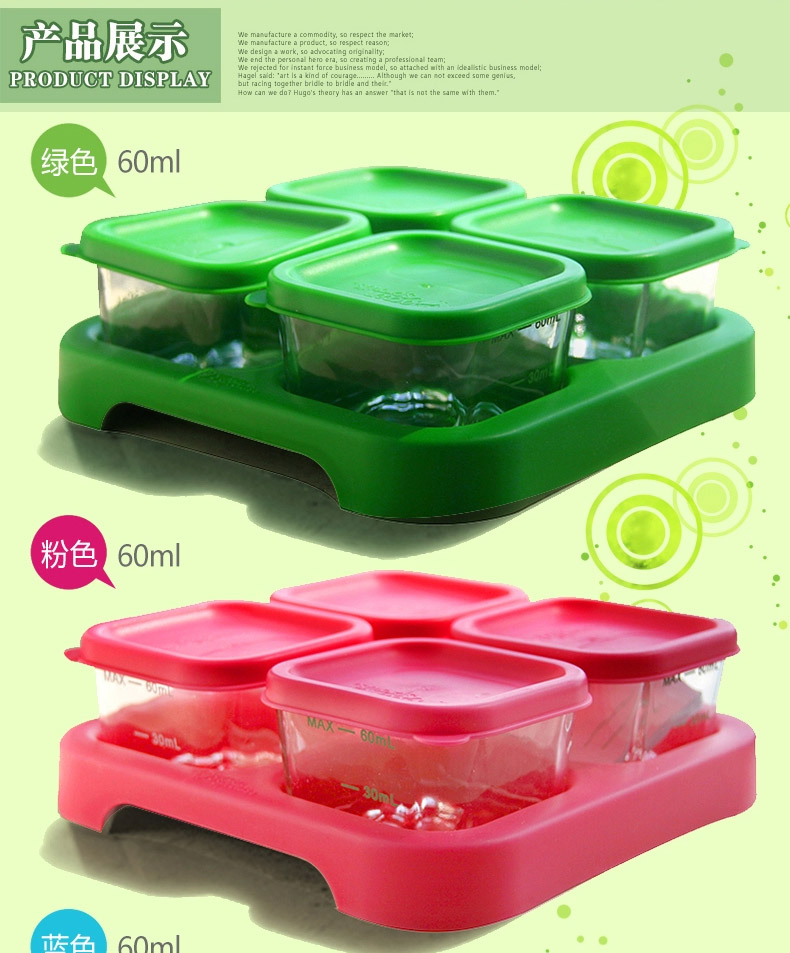 产品展示
PRODUCT DISPLAY
We manufacture a commodity, so respect the market;
We manufacture a product, so respect reason;
We design a work, so advocating originality;
We end the personal hero era, so creating a professional team;
We rejected for instant force business model, so attached with an idealistic business model;
Hagel said: "art is a kind of courage......... Although we can not exceed some genius,
but racing together bridle to bridle and their."
How can we do? Hugo's theory has an answer "that is not the same with them."
绿色 60ml
MAX — 60mL
30mL
粉色 60ml
MAX — 60mL
30mL
MAX — 60mL
MAX — 60mL
30mL
蓝色 60ml